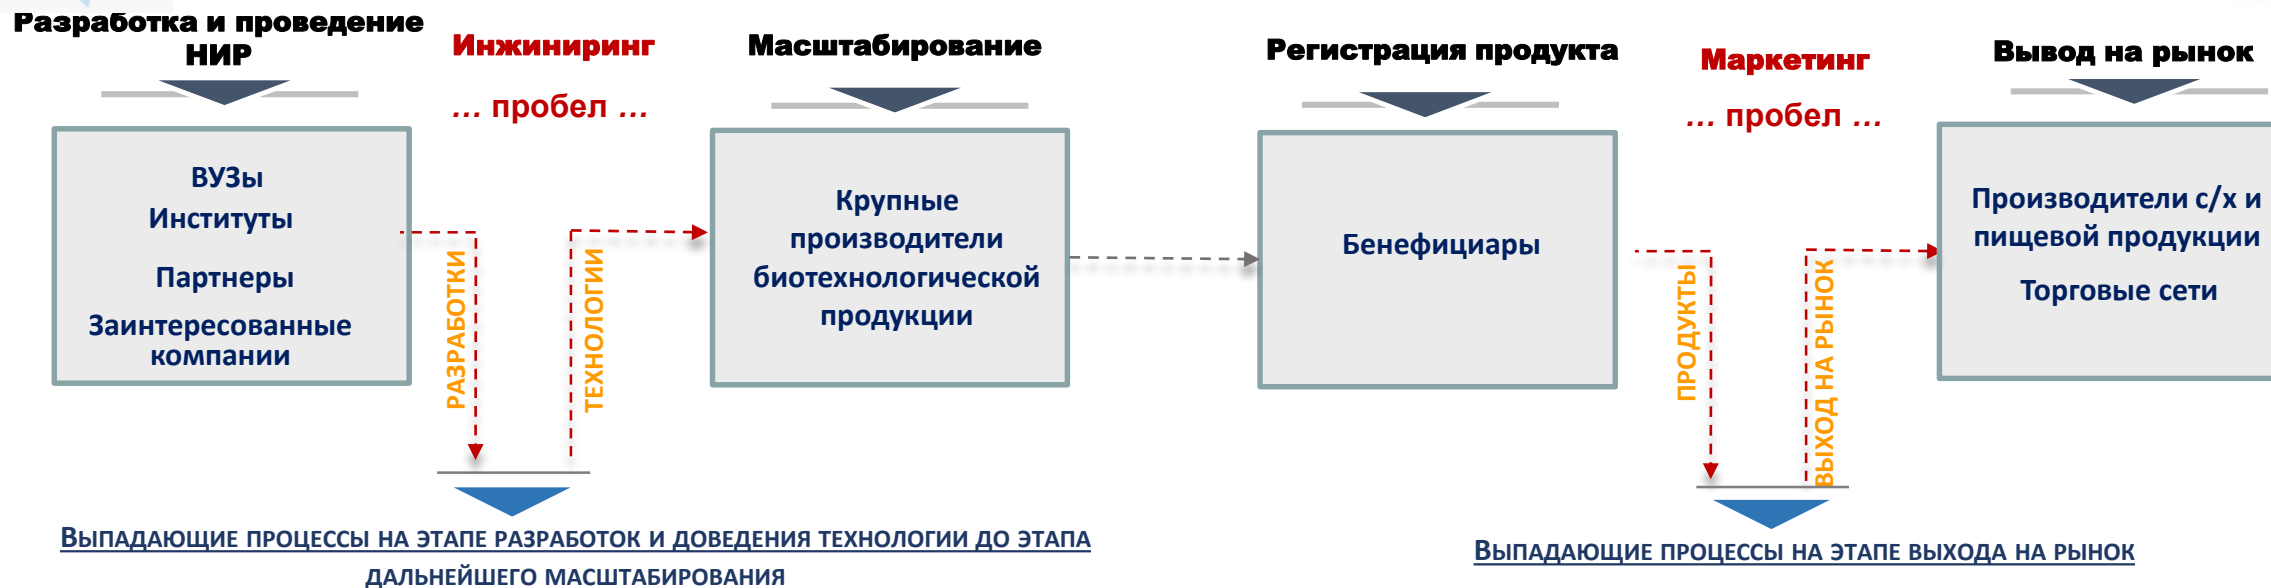 Разработка и проведение
НИР
Инжиниринг
... пробел ...
Масштабирование
Регистрация продукта
Маркетинг
... пробел ...
Вывод на рынок
ВУЗы
Институты
Партнеры
Заинтересованные
компании
РАЗРАБОТКИ
ТЕХНОЛОГИИ
Крупные
производители
биотехнологической
продукции
Бенефициары
ПРОДУКТЫ
ВЫХОД НА РЫНОК
Производители с/х и
пищевой продукции
Торговые сети
Выпадающие процессы на этапе разработок и доведения технологии до этапа
дальнейшего масштабирования
Выпадающие процессы на этапе выхода на рынок